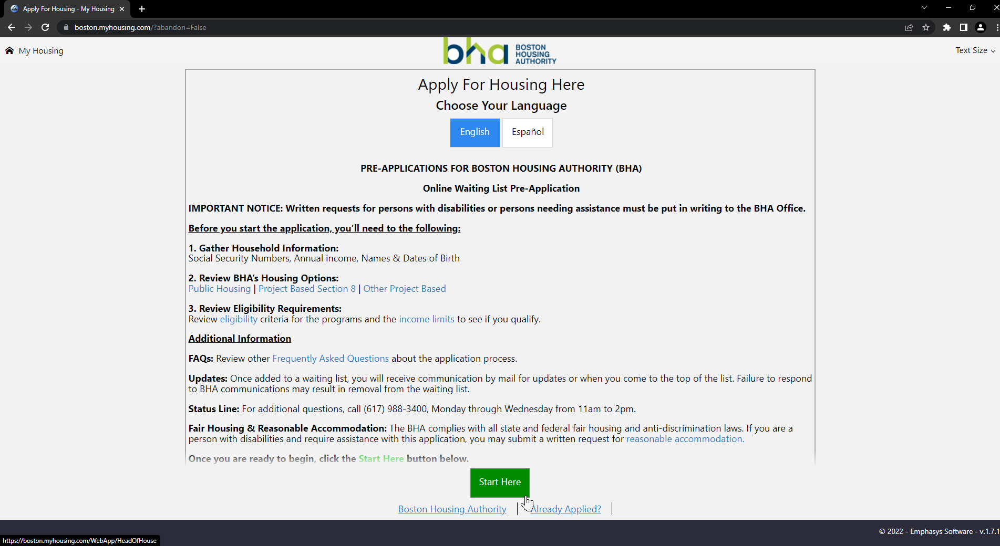 Apply For Housing - My Housing
boston.myhousing.com/?abandon=False
My Housing
bha BOSTON
HOUSING
AUTHORITY
Text Size
Apply For Housing Here
Choose Your Language
English Español
PRE-APPLICATIONS FOR BOSTON HOUSING AUTHORITY (BHA)
Online Waiting List Pre-Application
IMPORTANT NOTICE: Written requests for persons with disabilities or persons needing assistance must be put in writing to the BHA Office.
Before you start the application, you'll need to the following:
1. Gather Household Information:
Social Security Numbers, Annual income, Names & Dates of Birth
2. Review BHA's Housing Options:
Public Housing | Project Based Section 8 | Other Project Based
3. Review Eligibility Requirements:
Review eligibility criteria for the programs and the income limits to see if you qualify.
Additional Information
FAQs: Review other Frequently Asked Questions about the application process.
Updates: Once added to a waiting list, you will receive communication by mail for updates or when you come to the top of the list. Failure to respond
to BHA communications may result in removal from the waiting list.
Status Line: For additional questions, call (617) 988-3400, Monday through Wednesday from 11am to 2pm.
Fair Housing & Reasonable Accommodation: The BHA complies with all state and federal fair housing and anti-discrimination laws. If you are a
person with disabilities and require assistance with this application, you may submit a written request for reasonable accommodation.
Once you are ready to begin, click the Start Here button below.
Start Here
Boston Housing Authority | Already Applied? |
© 2022 - Emphasys Software - v.1.7.1
https://boston.myhousing.com/WebApp/HeadOfHouse